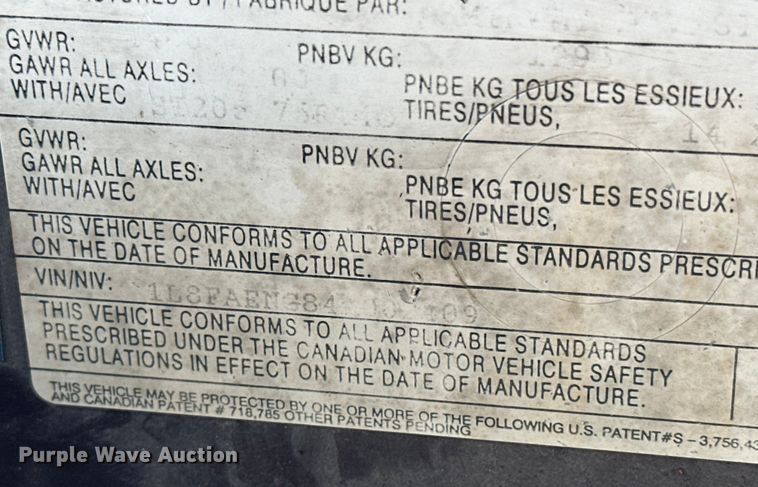 FABRIQUÉ PAR:
GVWR: PNBV KG:
GAWR ALL AXLES: PNBE KG TOUS LES ESSIEUX:
WITH/AVEC TIRES/PNEUS, 14
GVWR: PNBV KG:
GAWR ALL AXLES: PNBE KG TOUS LES ESSIEUX:
WITH/AVEC TIRES/PNEUS,
THIS VEHICLE CONFORMS TO ALL APPLICABLE STANDARDS PRESCRI
ON THE DATE OF MANUFACTURE.
VIN/NIV:
THIS VEHICLE CONFORMS TO ALL APPLICABLE STANDARDS
PRESCRIBED UNDER THE CANADIAN MOTOR VEHICLE SAFETY
REGULATIONS IN EFFECT ON THE DATE OF MANUFACTURE.
THIS VEHICLE MAY BE PROTECTED BY ONE OR MORE OF THE FOLLOWING U.S. PATENT#S - 3,756,43
AND CANADIAN PATENT # 718,785 OTHER PATENTS PENDING
Purple Wave Auction